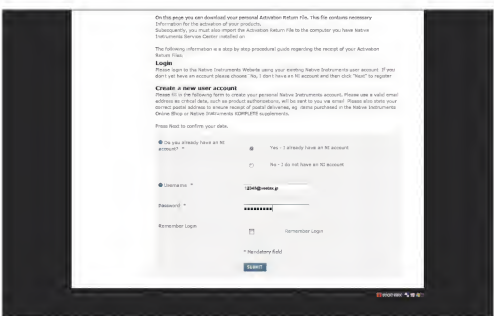 On this page you can download your personal Activation Return File. This file contains necessary
Information for the activation of your products.
Subsequently, you must also import the Activation Return File to the computer you have Native
Instruments Service Center installed on
The following information is a step by step procedural guide regarding the receipt of your Activation
Return File:
Login
Please login to the Native Instruments Website using your existing Native Instruments user account. If you
don't yet have an account please choose "No, I don't have an NI account and then click "Next" to register
Create a new user account
Please fill in the following form to create your personal Native Instruments account. Please use a valid email
address as critical data, such as product authorizations, will be sent to you via email. Please also state your
correct postal address to ensure receipt of postal deliveries, eg. items purchased in the Native Instruments
Online Shop or Native Instruments KOMPLETE supplements.
Press Next to confirm your data.
Do you already have an NI
account? *
Yes - I already have an NI account
No - I do not have an NI account
Username *
Password *
Remember Login
Remember Login
* Mandatory field
SUBMIT